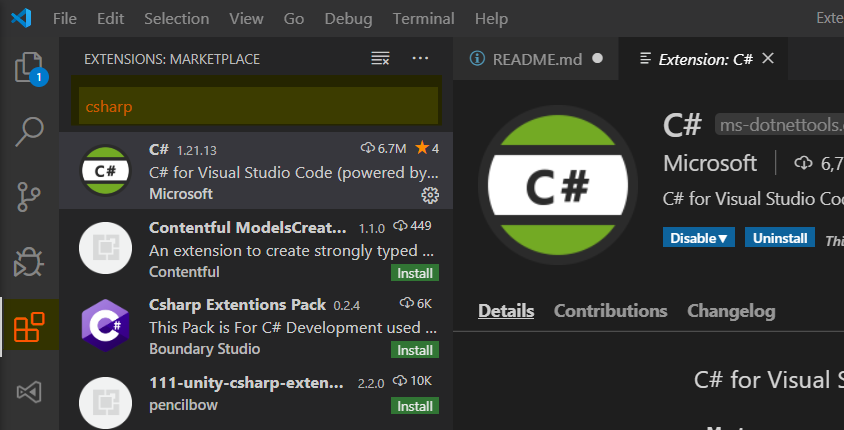 File Edit Selection View Go Debug Terminal Help Exte
EXTENSIONS: MARKETPLACE
1
csharp
C# 1.21.13 6.7M 4
C# for Visual Studio Code (powered by...
Microsoft
Contentful ModelsCreat... 1.1.0 449
An extension to create strongly typed ...
Contentful Install
C#
Csharp Extentions Pack 0.2.4 6K
This Pack is For C# Development used ...
Boundary Studio Install
111-unity-csharp-exten... 2.2.0 10K
pencilbow Install
README.md Extension: C#
C#
C# ms-dotnettools.
Microsoft 6,7
C# for Visual Studio Co
Disable Uninstall Thi
Details Contributions Changelog
C# for Visual S